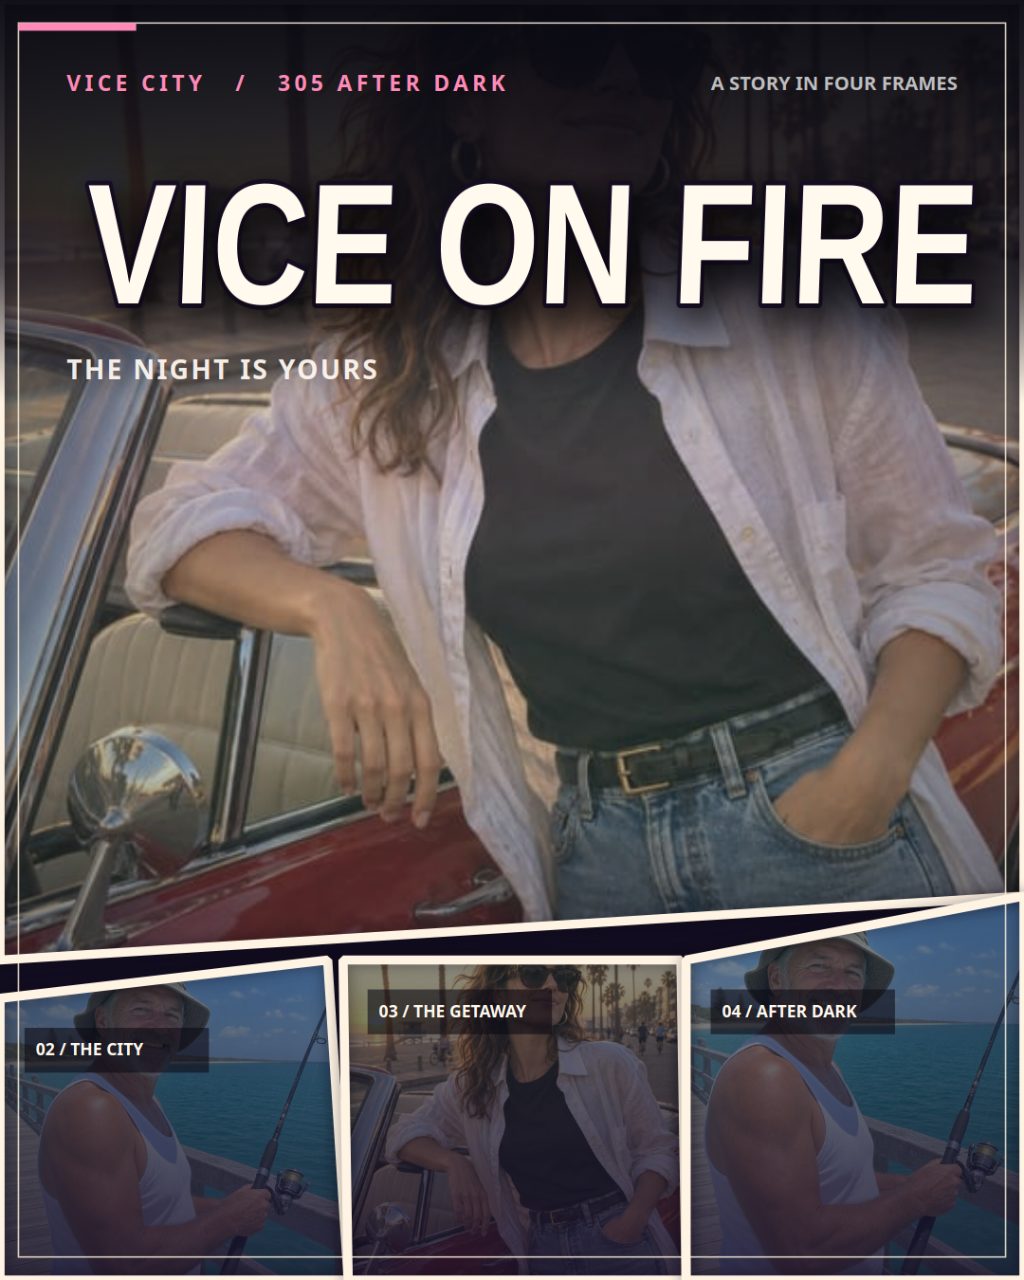 VICE CITY / 305 AFTER DARK
A STORY IN FOUR FRAMES
VICE ON FIRE
THE NIGHT IS YOURS
02 / THE CITY
03 / THE GETAWAY
04 / AFTER DARK